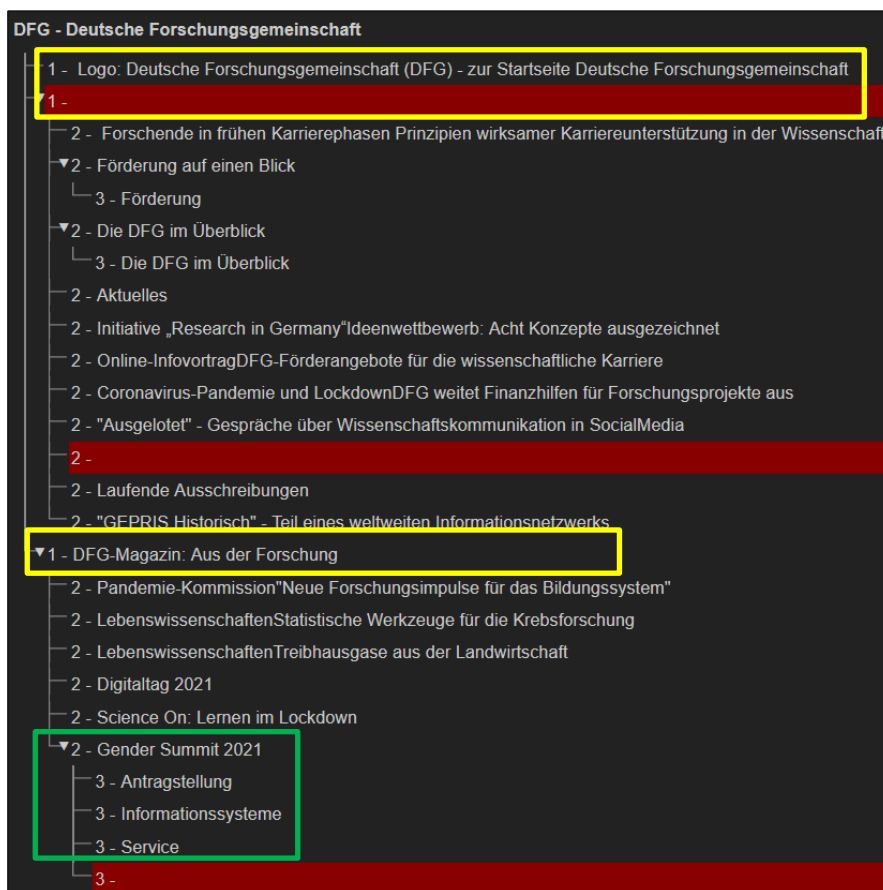 DFG - Deutsche Forschungsgemeinschaft
1 - Logo: Deutsche Forschungsgemeinschaft (DFG) - zur Startseite Deutsche Forschungsgemeinschaft
1 -
2 - Forschende in frühen Karrierephasen Prinzipien wirksamer Karriereunterstützung in der Wissenschaft
2 - Förderung auf einen Blick
3 - Förderung
2 - Die DFG im Überblick
3 - Die DFG im Überblick
2 - Aktuelles
2 - Initiative „Research in Germany“Ideenwettbewerb: Acht Konzepte ausgezeichnet
2 - Online-InfovortragDFG-Förderangebote für die wissenschaftliche Karriere
2 - Coronavirus-Pandemie und LockdownDFG weitet Finanzhilfen für Forschungsprojekte aus
2 - "Ausgelotet" - Gespräche über Wissenschaftskommunikation in SocialMedia
2 -
2 - Laufende Ausschreibungen
2 - "GEPRIS Historisch" - Teil eines weltweiten Informationsnetzwerks
1 - DFG-Magazin: Aus der Forschung
2 - Pandemie-Kommission"Neue Forschungsimpulse für das Bildungssystem"
2 - LebenswissenschaftenStatistische Werkzeuge für die Krebsforschung
2 - LebenswissenschaftenTreibhausgase aus der Landwirtschaft
2 - Digitaltag 2021
2 - Science On: Lernen im Lockdown
2 - Gender Summit 2021
3 - Antragstellung
3 - Informationssysteme
3 - Service
3 -